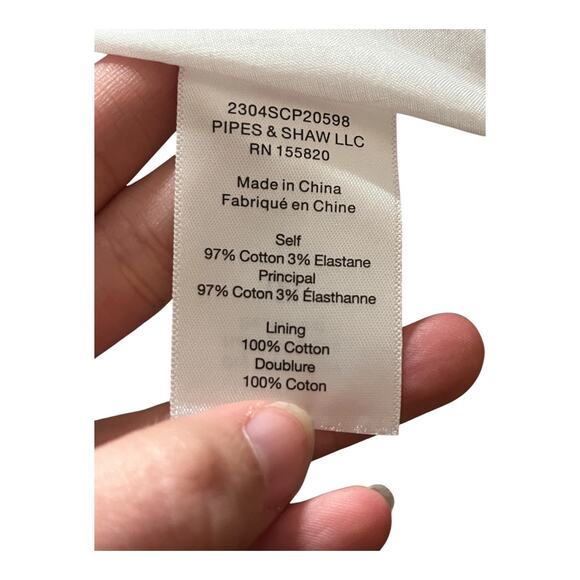 2304SCP20598
PIPES & SHAW LLC
RN 155820
Made in China
Fabriqué en Chine
Self
97% Cotton 3% Elastane
Principal
97% Coton 3% Élasthanne
Lining
100% Cotton
Doublure
100% Coton